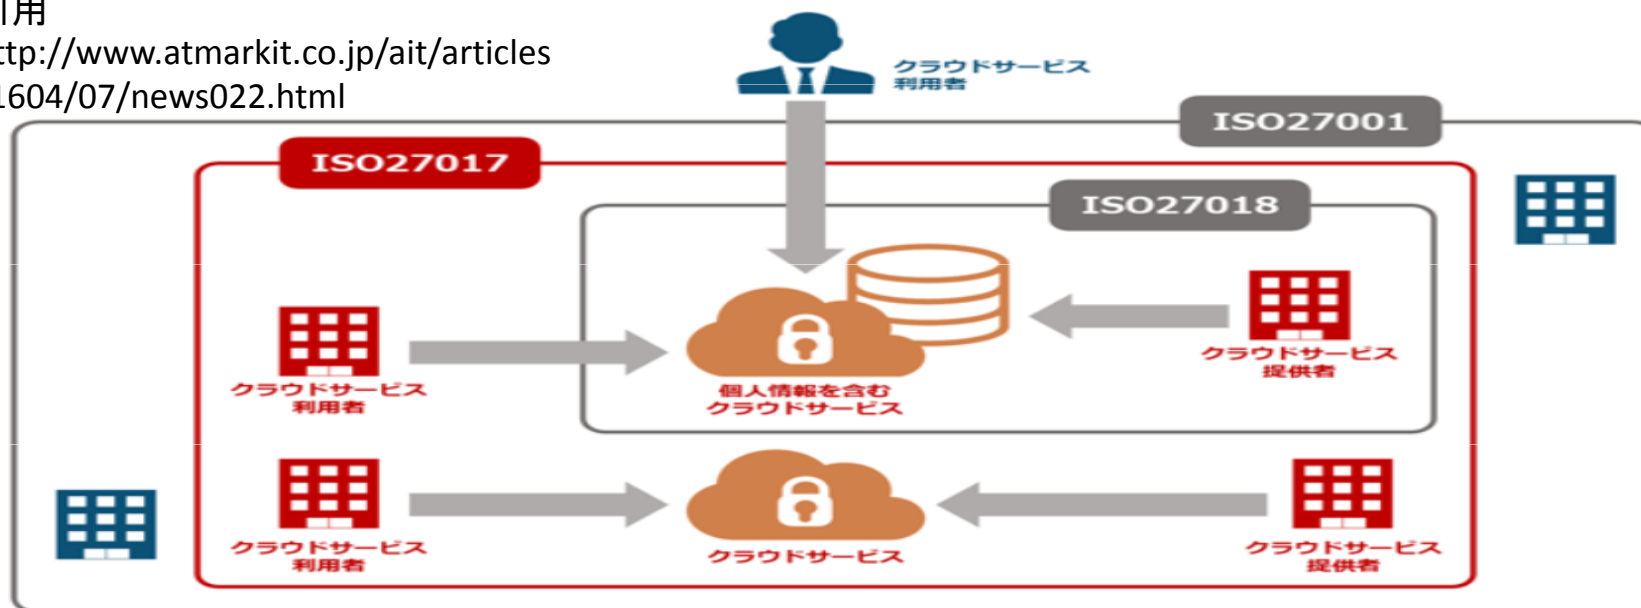 引用
ttp://www.atmarkit.co.jp/ait/articles
1604/07/news022.html
クラウドサービス
利用者
ISO27001
ISO27017
ISO27018
クラウドサービス
利用者
個人情報を含む
クラウドサービス
クラウドサービス
提供者
クラウドサービス
利用者
クラウドサービス
クラウドサービス
提供者